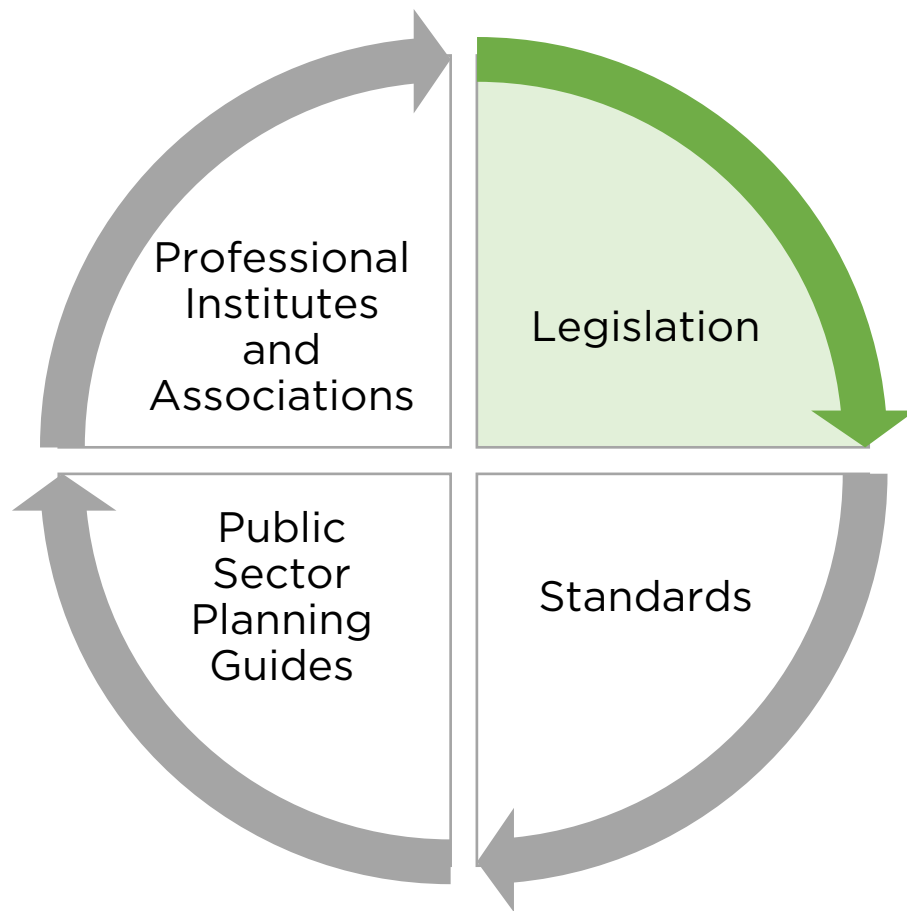 Professional
Institutes
and
Associations
Legislation
Public
Sector
Planning
Guides
Standards